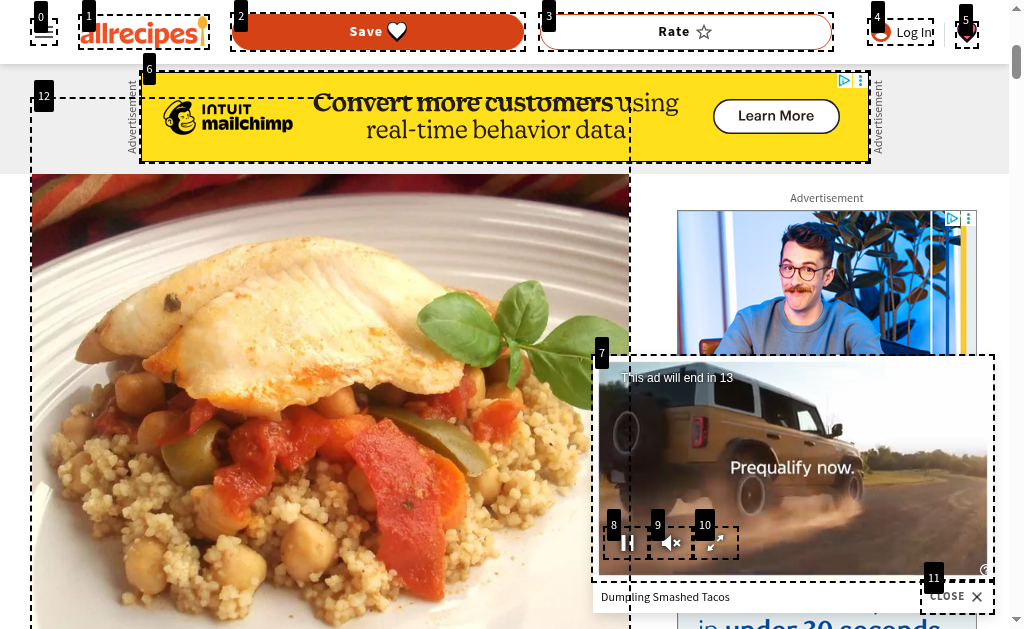 0
1
2
3
4
5
allrecipes
Save
Rate
Log In
6
12
Advertisement
INTUIT
mailchimp
Convert more customers using
real-time behavior data
Learn More
Advertisement
Advertisement
7
This ad will end in 13
Prequalify now.
8
9
10
11
Dumpling Smashed Tacos
CLOSE
in under 30 seconds